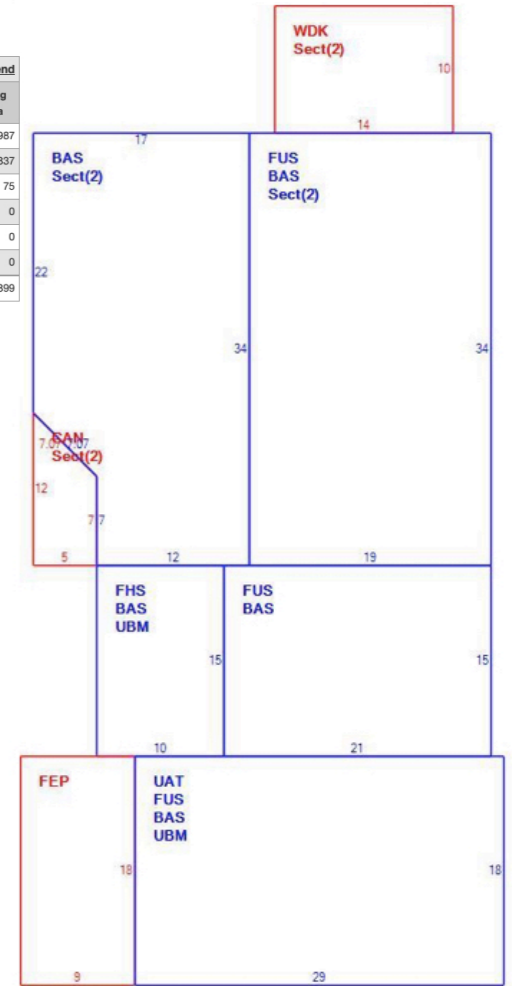 WDK
Sect(2)
10
14
end
g
a
987
837
75
0
0
0
399
17
BAS
Sect(2)
FUS
BAS
Sect(2)
22
34
34
CAN
Sect(2)
7.07
7.07
12
7
7
5
12
19
FHS
BAS
UBM
FUS
BAS
15
15
10
21
FEP
UAT
FUS
BAS
UBM
18
18
9
29